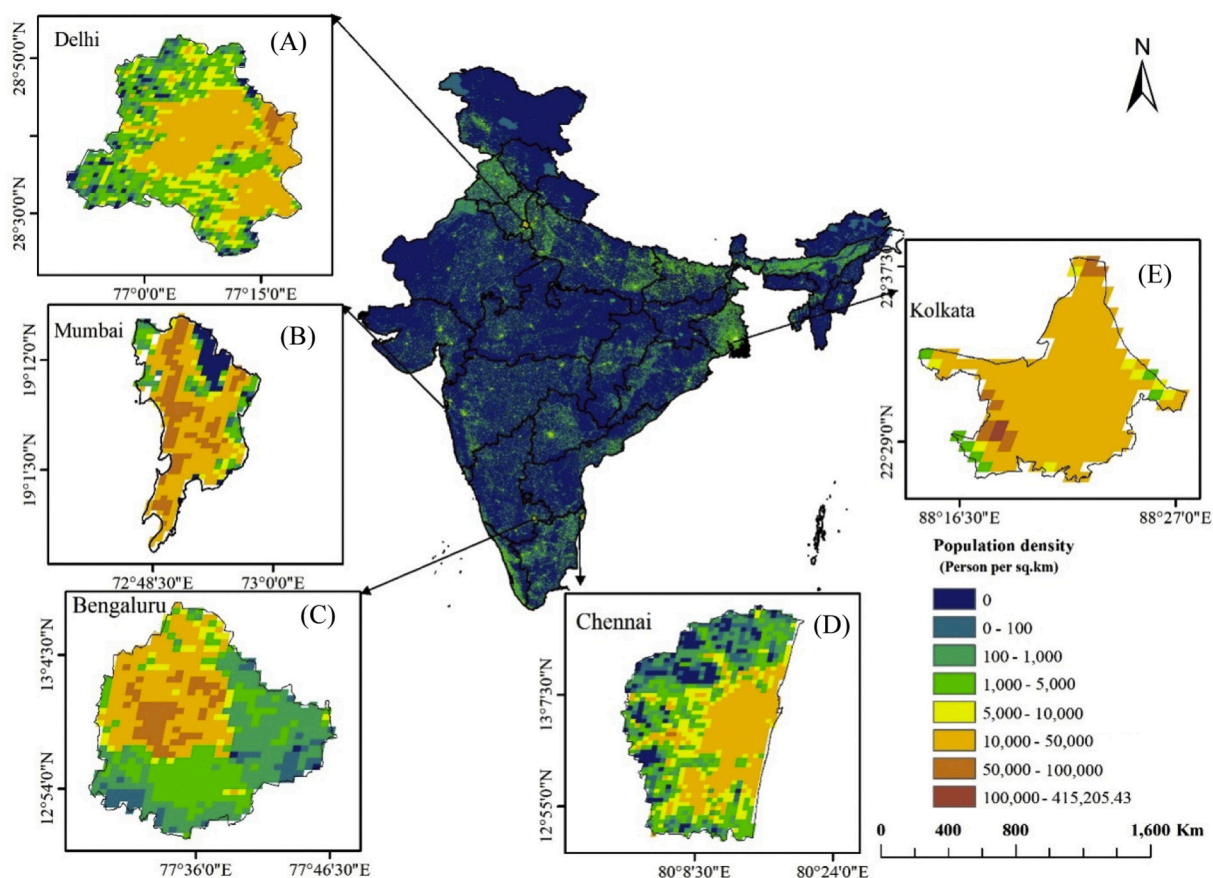 Delhi
(A)
28°50'0"N
28°30'0"N
77°0'0"E
77°15'0"E
N
Mumbai
(B)
19°12'0"N
19°1'30"N
72°48'30"E
73°0'0"E
Bengaluru
(C)
13°4'30"N
12°54'0"N
77°36'0"E
77°46'30"E
Chennai
(D)
13°7'30"N
12°55'0"N
80°8'30"E
80°24'0"E
(E)
Kolkata
22°37'30"N
22°29'0"N
88°16'30"E
88°27'0"E
Population density
(Person per sq.km)
0
0 - 100
100 - 1,000
1,000 - 5,000
5,000 - 10,000
10,000 - 50,000
50,000 - 100,000
100,000 - 415,205.43
0 400 800 1,600 Km